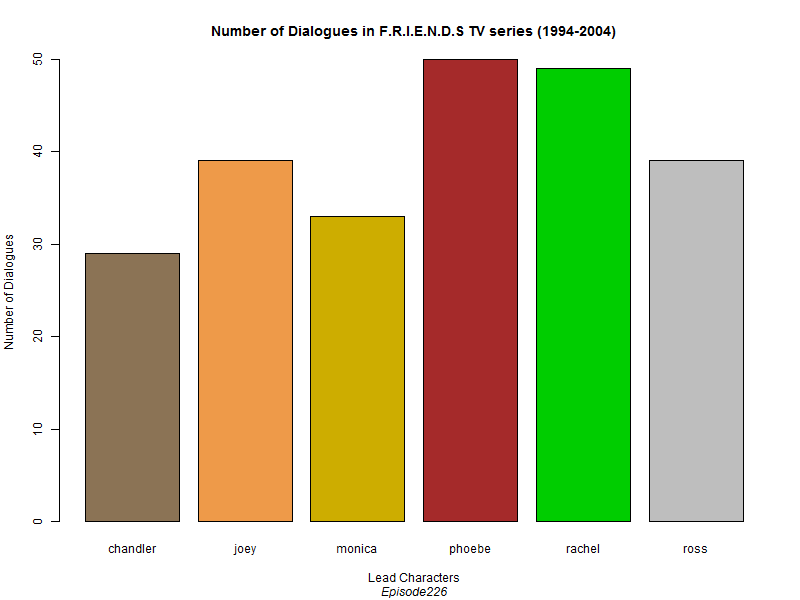 Number of Dialogues in F.R.I.E.N.D.S TV series (1994-2004)
Number of Dialogues
50
40
30
20
10
0
chandler joey monica phoebe rachel ross
Lead Characters
Episode226